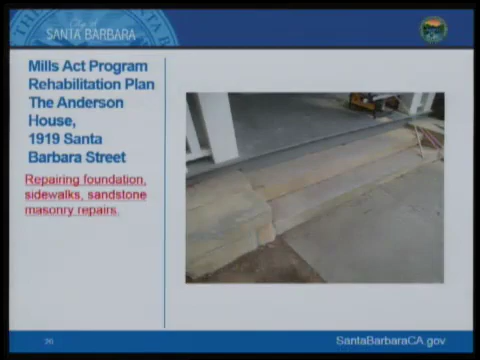 City of
SANTA BARBARA
Mills Act Program
Rehabilitation Plan
The Anderson
House,
1919 Santa
Barbara Street
Repairing foundation,
sidewalks, sandstone
masonry repairs.
26
SantaBarbaraCA.gov